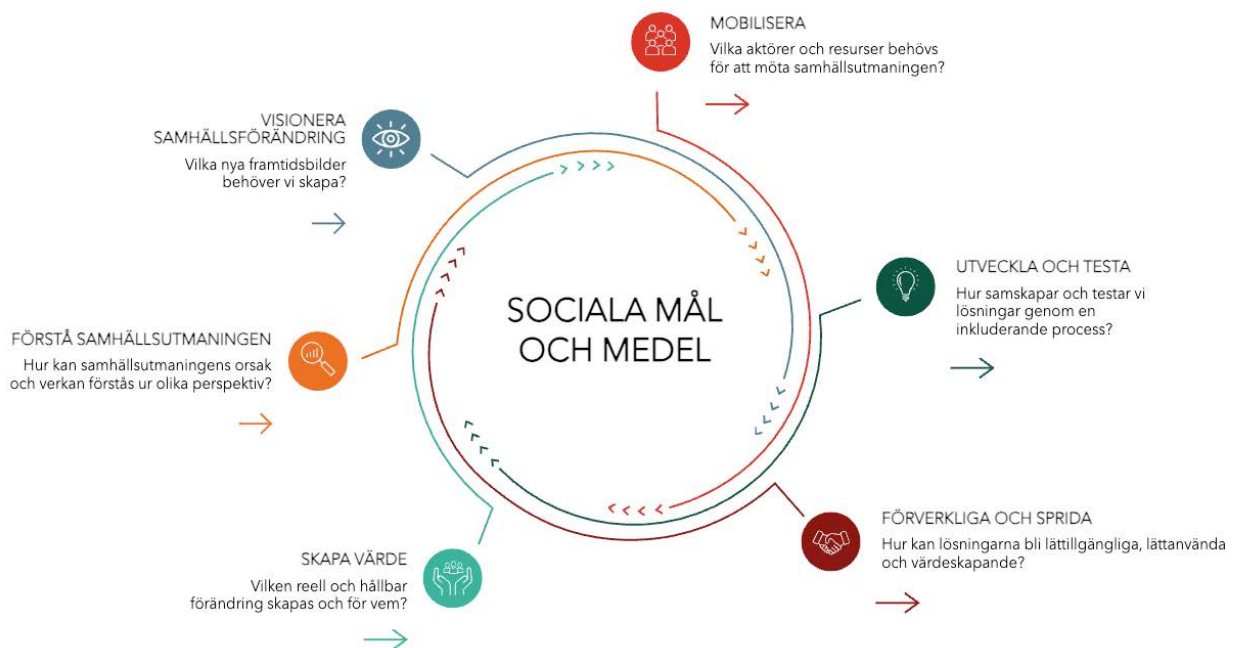 MOBILISERA
Vilka aktörer och resurser behövs
för att möta samhällsutmaningen?
VISIONERA
SAMHÄLLSFÖRÄNDRING
Vilka nya framtidsbilder
behöver vi skapa?
UTVECKLA OCH TESTA
Hur samskapar och testar vi
lösningar genom en
inkluderande process?
SOCIALA MÅL
OCH MEDEL
FÖRSTÅ SAMHÄLLSUTMANINGEN
Hur kan samhällsutmaningens orsak
och verkan förstås ur olika perspektiv?
FÖRVERKLIGA OCH SPRIDA
Hur kan lösningarna bli lättillgängliga, lättanvända
och värdeskapande?
SKAPA VÄRDE
Vilken reell och hållbar
förändring skapas och för vem?